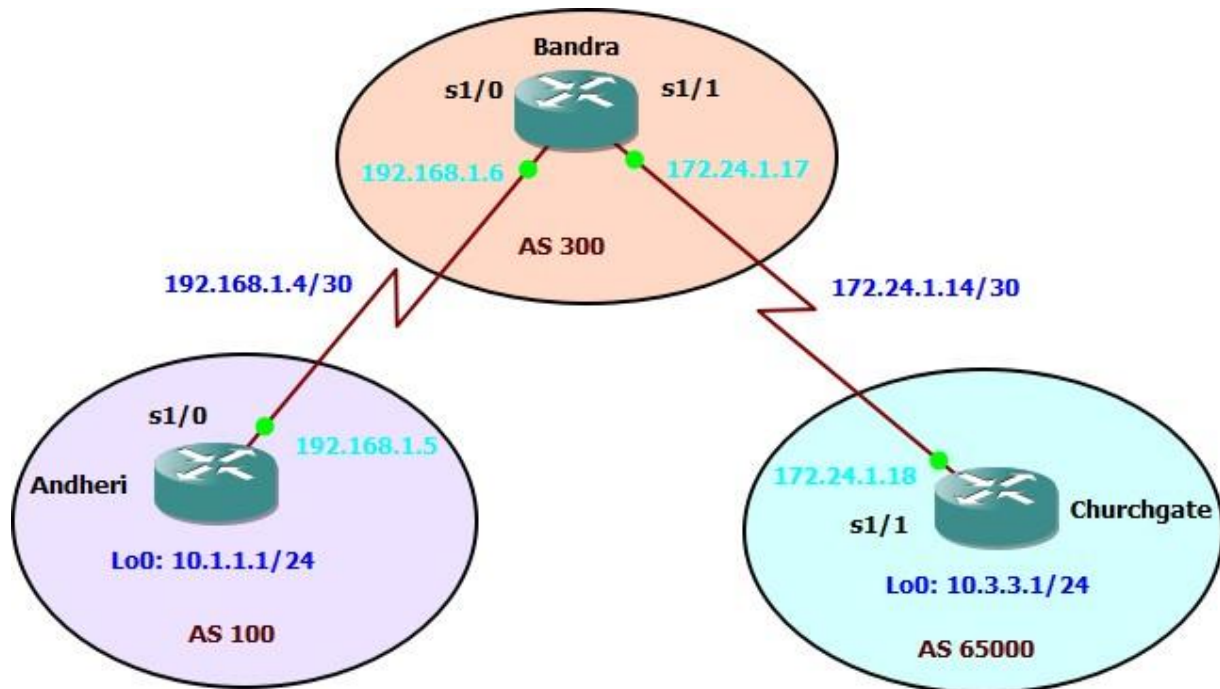 Bandra
s1/0
s1/1
192.168.1.6
172.24.1.17
AS 300
192.168.1.4/30
172.24.1.14/30
s1/0
192.168.1.5
Andheri
Lo0: 10.1.1.1/24
AS 100
172.24.1.18
Churchgate
s1/1
Lo0: 10.3.3.1/24
AS 65000